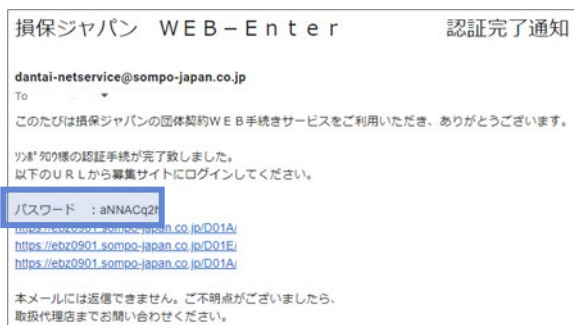 損保ジャパン　ＷＥＢ－Ｅｎｔｅｒ　認証完了通知
dantai-netservice@sompo-japan.co.jp
To
このたびは損保ジャパンの団体契約ＷＥＢ手続きサービスをご利用いただき、ありがとうございます。
ｿﾝﾎﾟﾀﾛｳ様の認証手続が完了致しました。
以下のＵＲＬから募集サイトにログインしてください。
パスワード　：aNNACq2
https://ebz0901.sompo-japan.co.jp/D01A/
https://ebz0901.sompo-japan.co.jp/D01E/
https://ebz0901.sompo-japan.co.jp/D01A/
本メールには返信できません。ご不明点がございましたら、
取扱代理店までお問い合わせください。